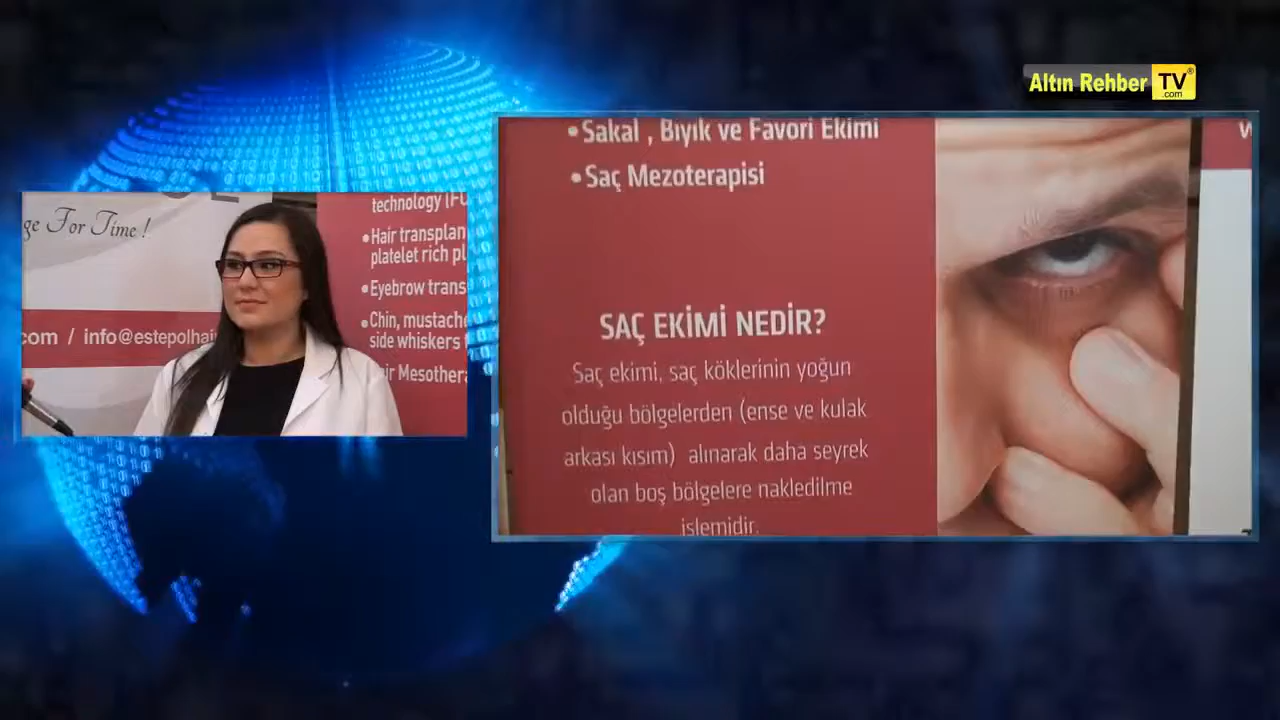 Altın Rehber TV
.com
ge For Time !
com / info@estepolhai
technology (FU
•Hair transplan
platelet rich pl
•Eyebrow trans
•Chin, mustache
side whiskers
ir Mesothera
•Sakal , Bıyık ve Favori Ekimi
•Saç Mezoterapisi
SAÇ EKİMİ NEDİR?
Saç ekimi, saç köklerinin yoğun
olduğu bölgelerden (ense ve kulak
arkası kısım) alınarak daha seyrek
olan boş bölgelere nakledilme
işlemidir.